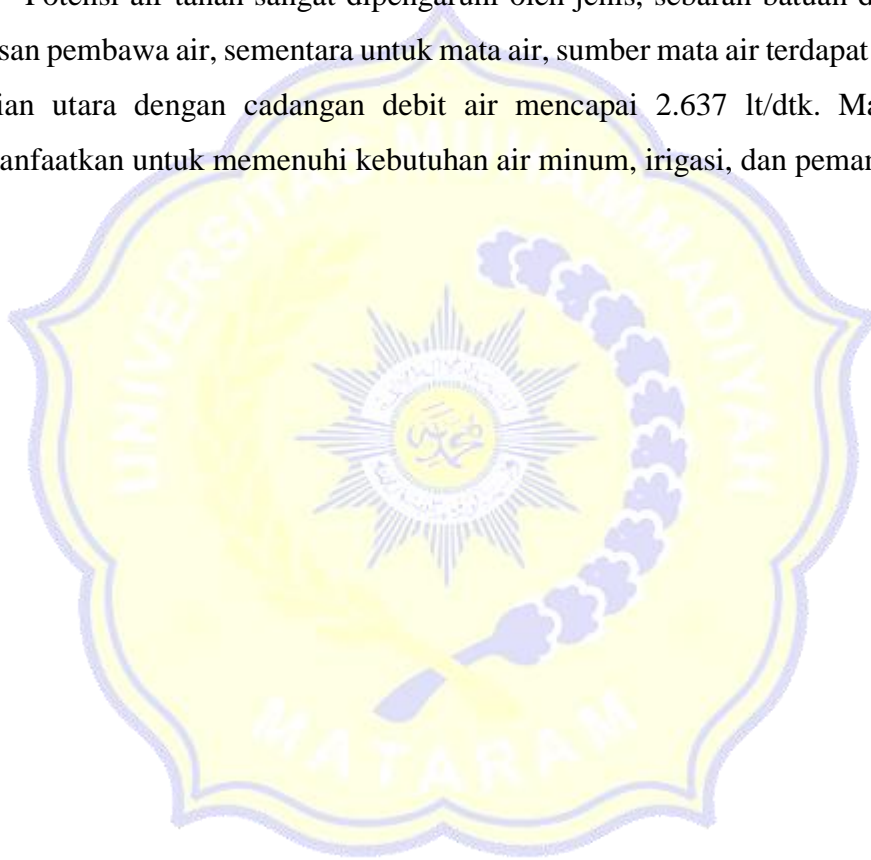 Potensi air tanah sangat dipengaruhi oleh jenis, sebaran batuan d
san pembawa air, sementara untuk mata air, sumber mata air terdapat
ian utara dengan cadangan debit air mencapai 2.637 lt/dtk. Ma
anfaatkan untuk memenuhi kebutuhan air minum, irigasi, dan peman
UNIVERSITAS MUHAMMADIYAH
MATARAM